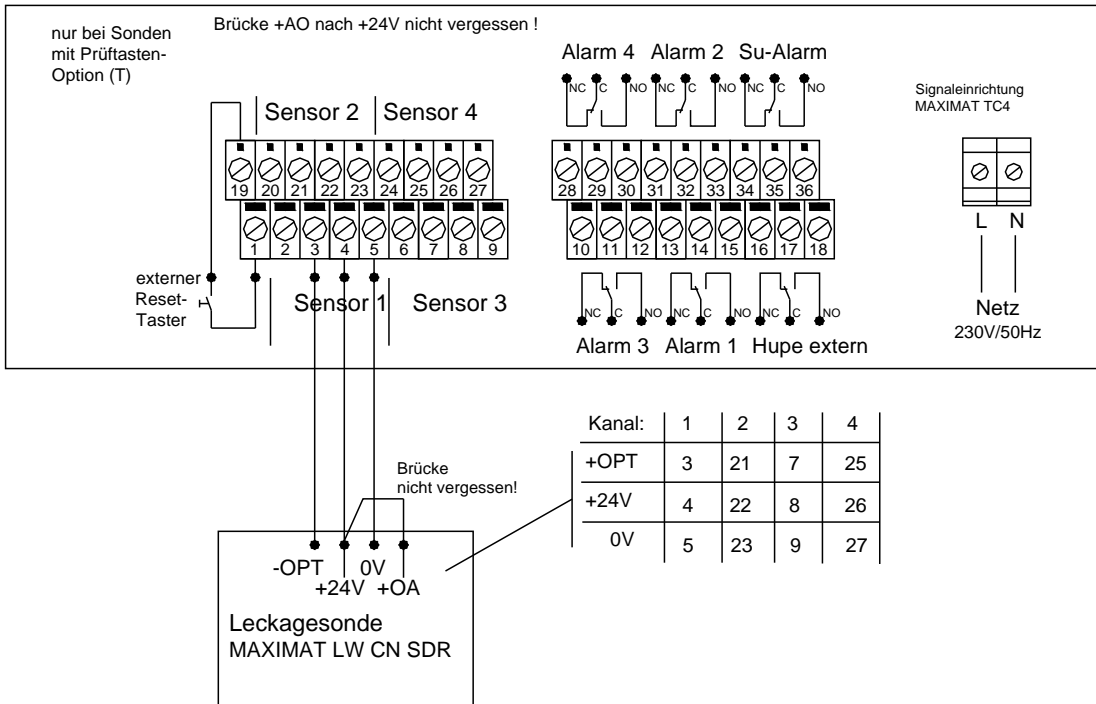 Brücke +AO nach +24V nicht vergessen !
nur bei Sonden
mit Prüftasten-
Option (T)
Alarm 4 Alarm 2 Su-Alarm
NC C NO NC C NO NC C NO
Signaleinrichtung
MAXIMAT TC4
Sensor 2 Sensor 4
19 20 21 22 23 24 25 26 27
28 29 30 31 32 33 34 35 36
1 2 3 4 5 6 7 8 9
10 11 12 13 14 15 16 17 18
L N
externer
Reset-
Taster
Sensor 1 Sensor 3
NC C NO NC C NO NC C NO
Alarm 3 Alarm 1 Hupe extern
Netz
230V/50Hz
Kanal: 1 2 3 4
+OPT 3 21 7 25
+24V 4 22 8 26
0V 5 23 9 27
Brücke
nicht vergessen!
-OPT 0V
+24V +OA
Leckagesonde
MAXIMAT LW CN SDR